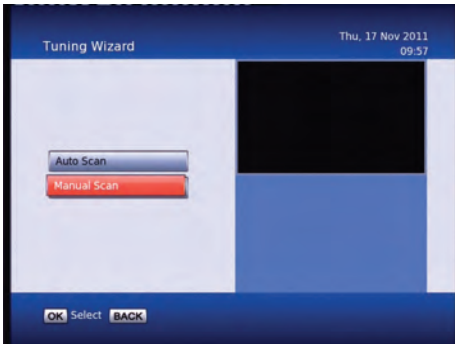 Tuning Wizard
Thu, 17 Nov 2011
09:57
Auto Scan
Manual Scan
OK Select BACK